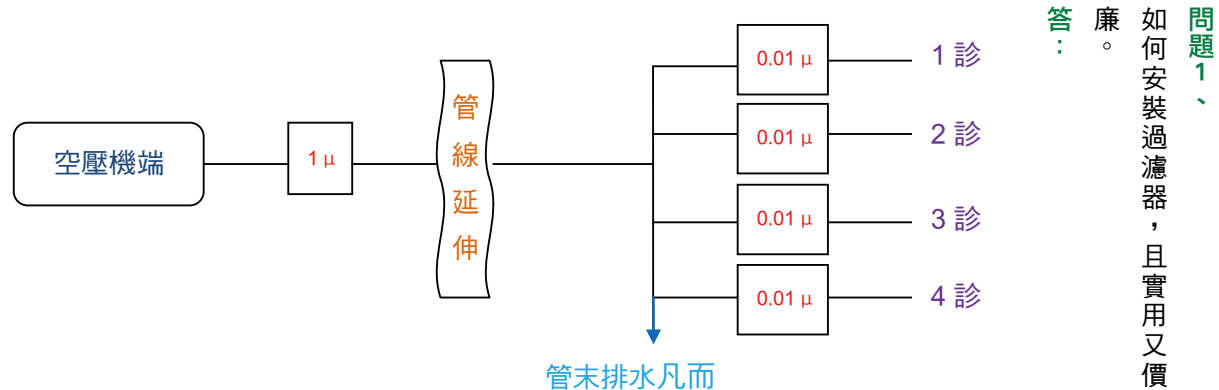 問題1、
如何安裝過濾器，且實用又價
廉。
答：
空壓機端
1 μ
管線延伸
0.01 μ
1 診
0.01 μ
2 診
0.01 μ
3 診
0.01 μ
4 診
管末排水凡而